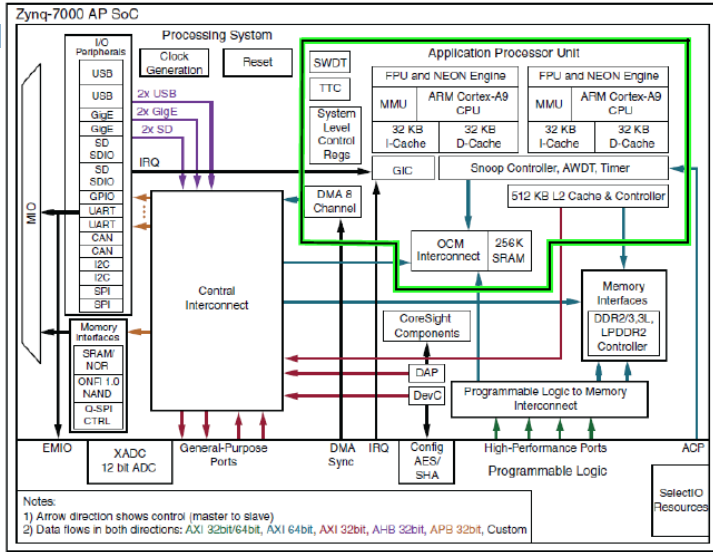 Zynq-7000 AP SoC
Processing System
I/O
Peripherals
USB
USB
GigE
GigE
SD
SDIO
SD
SDIO
GPIO
UART
UART
CAN
CAN
I2C
I2C
SPI
SPI
MIO
Clock
Generation
Reset
2x USB
2x GigE
2x SD
IRQ
SWDT
TTC
System
Level
Control
Regs
Application Processor Unit
FPU and NEON Engine
MMU
ARM Cortex-A9
CPU
32 KB
I-Cache
32 KB
D-Cache
FPU and NEON Engine
MMU
ARM Cortex-A9
CPU
32 KB
I-Cache
32 KB
D-Cache
GIC
Snoop Controller, AWDT, Timer
DMA 8
Channel
512 KB L2 Cache & Controller
OCM
Interconnect
256K
SRAM
Central
Interconnect
Memory
Interfaces
DDR2/3,3L,
LPDDR2
Controller
CoreSight
Components
DAP
DevC
Memory
Interfaces
SRAM/
NOR
ONFI 1.0
NAND
Q-SPI
CTRL
Programmable Logic to Memory
Interconnect
EMIO
XADC
12 bit ADC
General-Purpose
Ports
DMA
Sync
IRQ
Config
AES/
SHA
High-Performance Ports
ACP
Programmable Logic
SelectIO
Resources
Notes:
1) Arrow direction shows control (master to slave)
2) Data flows in both directions: AXI 32bit/64bit, AXI 64bit, AXI 32bit, AHB 32bit, APB 32bit, Custom